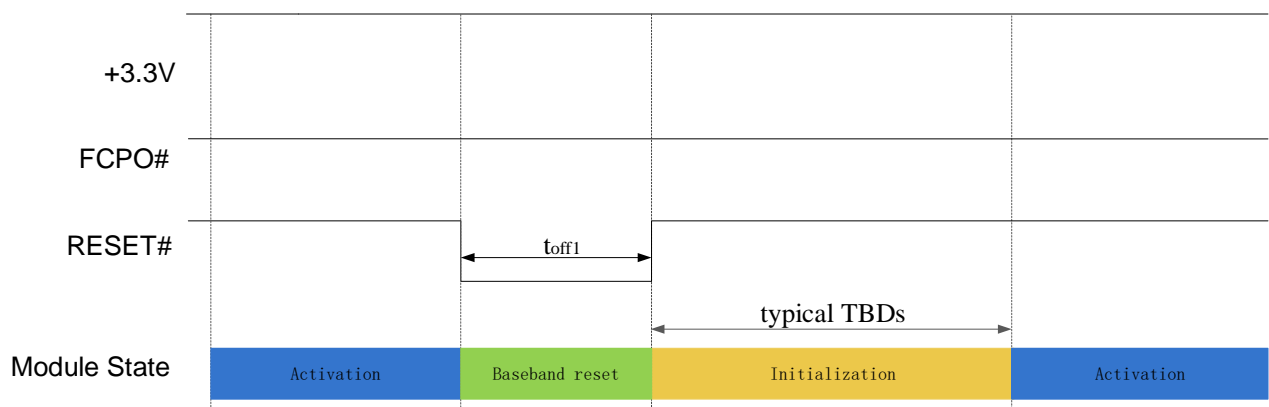 +3.3V
FCPO#
RESET#
toff1
typical TBDs
Module State
Activation
Baseband reset
Initialization
Activation